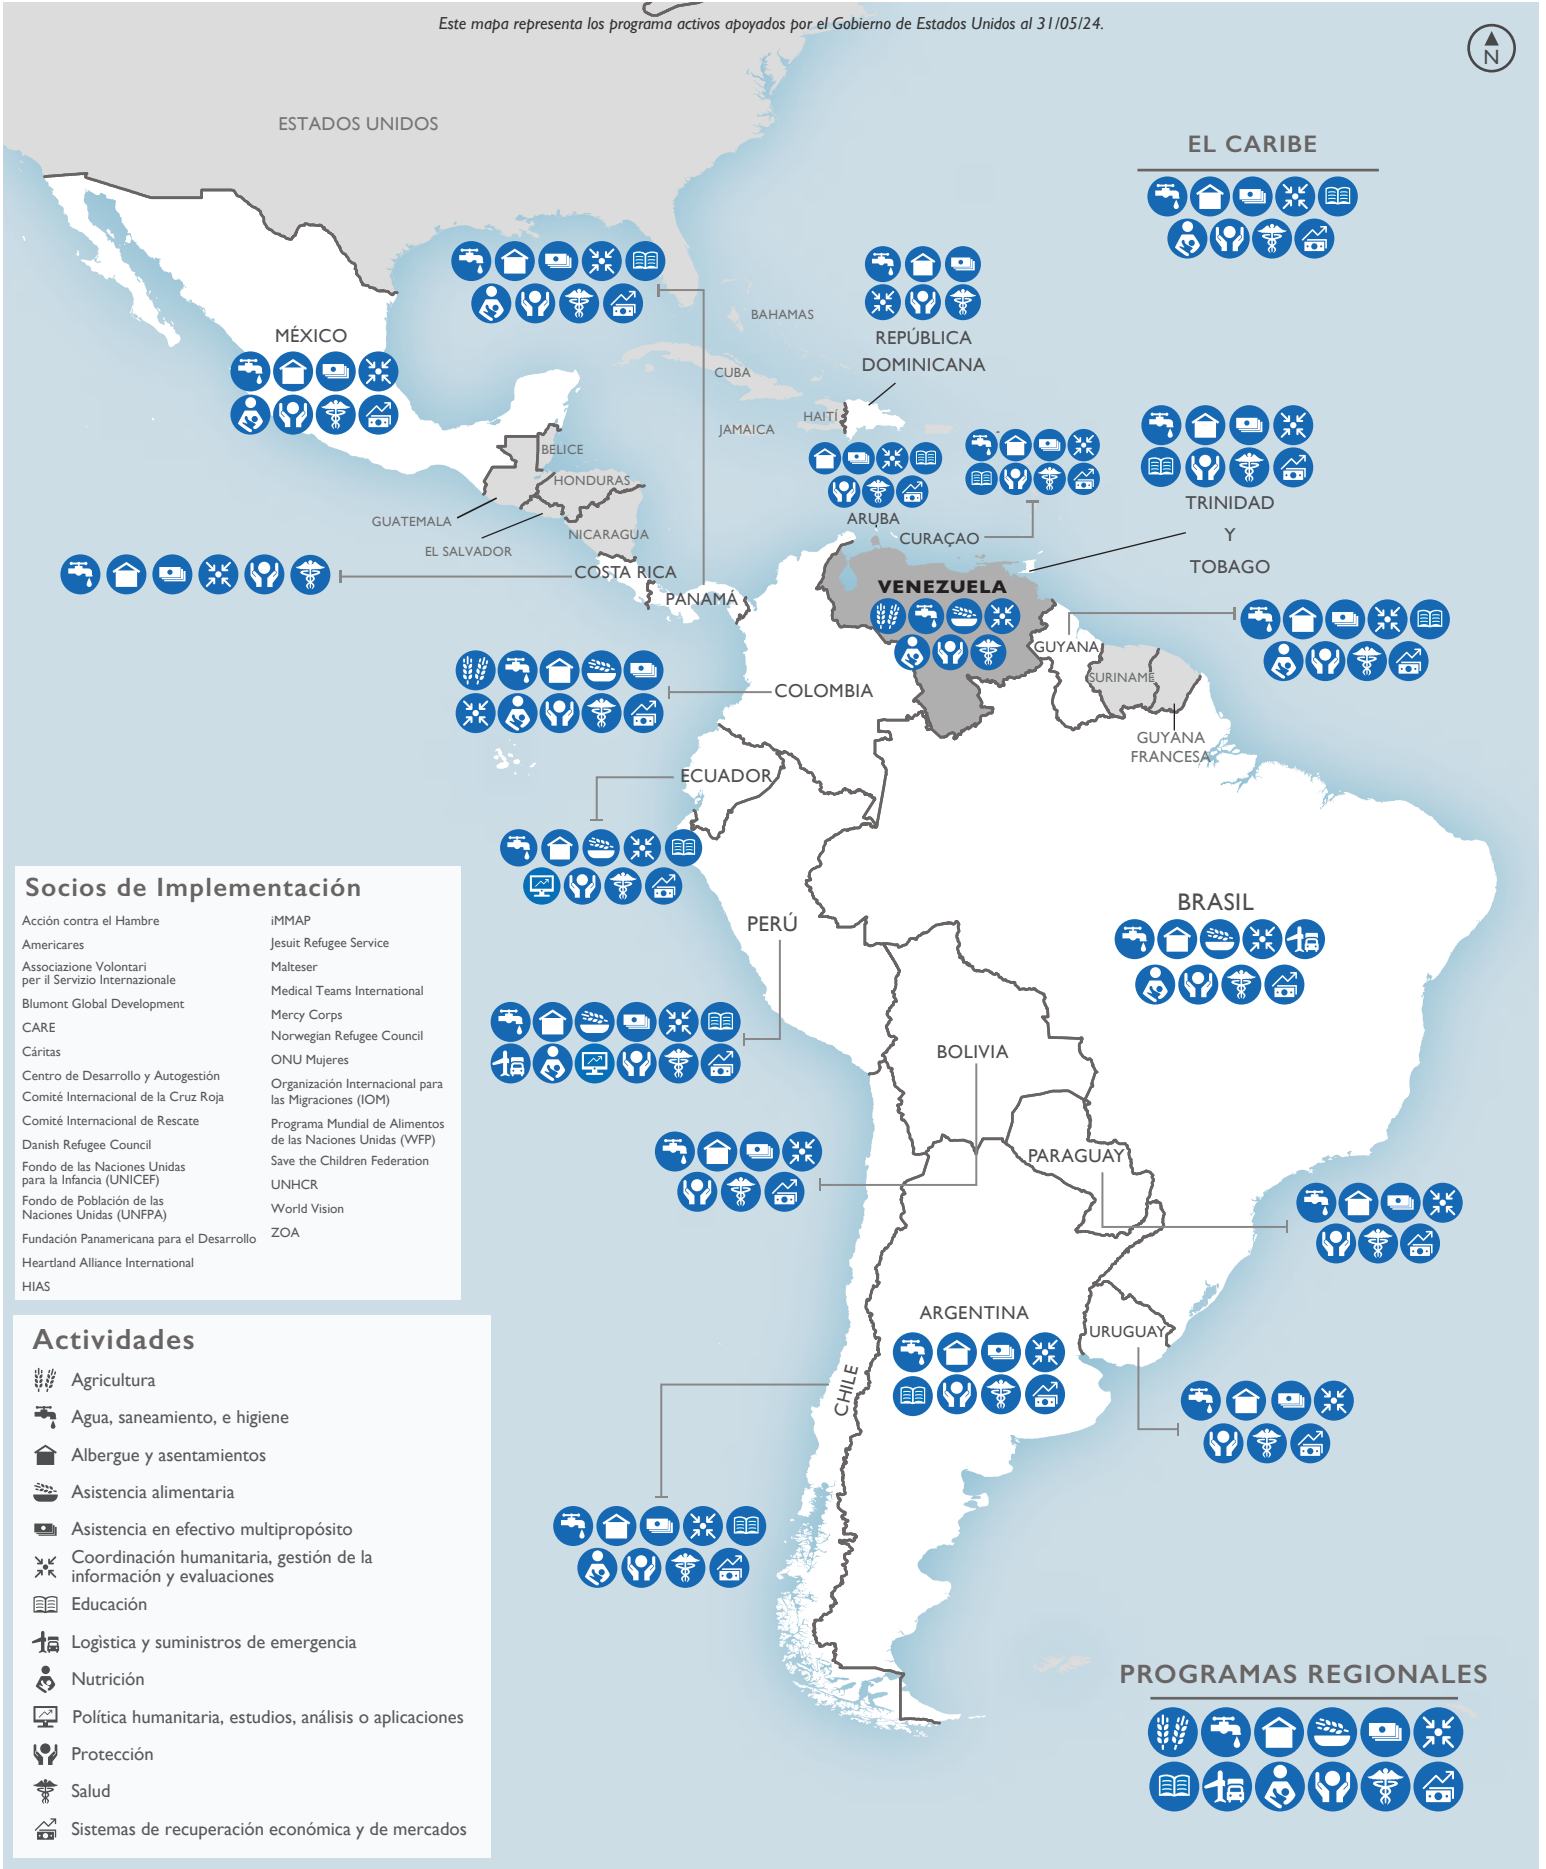 Este mapa representa los programa activos apoyados por el Gobierno de Estados Unidos al 31/05/24.
N
ESTADOS UNIDOS
EL CARIBE
MÉXICO
BAHAMAS
REPÚBLICA
DOMINICANA
CUBA
HAITÍ
JAMAICA
BELICE
HONDURAS
GUATEMALA
EL SALVADOR
NICARAGUA
ARUBA
CURAÇAO
TRINIDAD
Y
TOBAGO
COSTA RICA
PANAMÁ
VENEZUELA
GUYANA
SURINAME
GUYANA
FRANCESA
COLOMBIA
ECUADOR
PERÚ
BRASIL
BOLIVIA
PARAGUAY
ARGENTINA
URUGUAY
CHILE
Socios de Implementación
Acción contra el Hambre
Americares
Associazione Volontari
per il Servizio Internazionale
Blumont Global Development
CARE
Cáritas
Centro de Desarrollo y Autogestión
Comité Internacional de la Cruz Roja
Comité Internacional de Rescate
Danish Refugee Council
Fondo de las Naciones Unidas
para la Infancia (UNICEF)
Fondo de Población de las
Naciones Unidas (UNFPA)
Fundación Panamericana para el Desarrollo
Heartland Alliance International
HIAS
iMMAP
Jesuit Refugee Service
Malteser
Medical Teams International
Mercy Corps
Norwegian Refugee Council
ONU Mujeres
Organización Internacional para
las Migraciones (IOM)
Programa Mundial de Alimentos
de las Naciones Unidas (WFP)
Save the Children Federation
UNHCR
World Vision
ZOA
Actividades
Agricultura
Agua, saneamiento, e higiene
Albergue y asentamientos
Asistencia alimentaria
Asistencia en efectivo multipropósito
Coordinación humanitaria, gestión de la
información y evaluaciones
Educación
Logìstica y suministros de emergencia
Nutrición
Política humanitaria, estudios, análisis o aplicaciones
Protección
Salud
Sistemas de recuperación económica y de mercados
PROGRAMAS REGIONALES